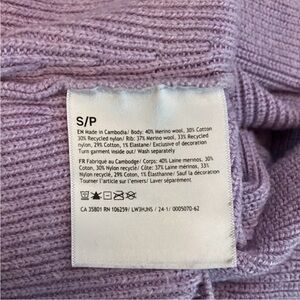 S/P
EN Made in Cambodia/ Body: 40% Merino wool, 30% Cotton
30% Recycled nylon/ Rib: 37% Merino wool, 33% Recycled
nylon, 29% Cotton, 1% Elastane/ Exclusive of decoration
Turn garment inside out/ Wash separately
FR Fabriqué au Cambodge/ Corps: 40% Laine mérinos, 30%
Coton, 30% Nylon recyclé/ Côte: 37% Laine mérinos, 33%
Nylon recyclé, 29% Coton, 1% Élasthanne/ Sauf la décoration
Tourner l'article sur l'envers/ Laver séparément
CA 35801 RN 106259/ LW3HJNS / 24-1/ 0005070-62